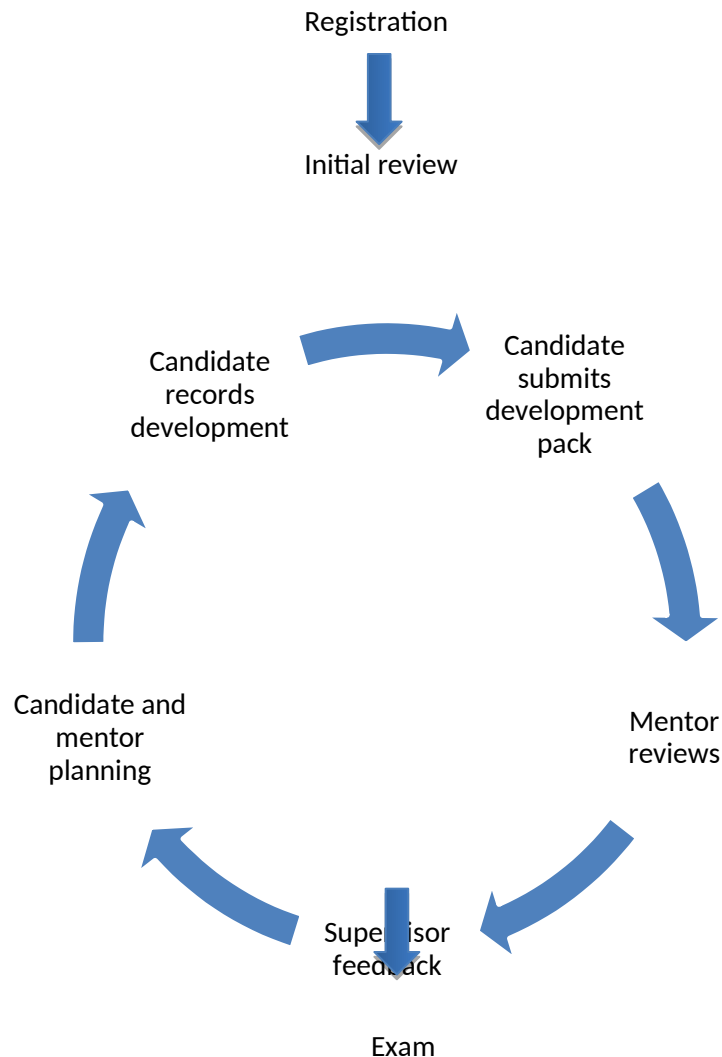 Registration
Initial review
Candidate
records
development
Candidate
submits
development
pack
Mentor
reviews
Supervisor
feedback
Candidate and
mentor
planning
Exam